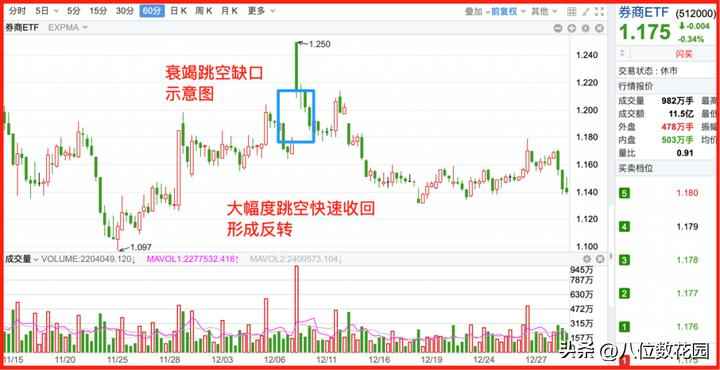 分时 5日 5分 15分 30分 60分 日K 周K 月K 更多 叠加 前复权 其他
券商ETF EXPMA
券商ETF (512000)
1.175 -0.004
-0.34%
闪买
交易状态：休市
行情报价
成交量 982万手 最高
成交额 11.5亿 最低
外盘 478万手 振幅
内盘 503万手 均价
量比 0.91
买卖档位
5 1.180
4 1.179
3 1.178
2 1.177
1 1.176
1
1.250
衰竭跳空缺口
示意图
大幅度跳空快速收回
形成反转
1.097
1.240
1.220
1.200
1.180
1.160
1.140
1.120
1.100
成交量 VOLUME:2204049.120↓ MAVOL1:2277532.416↑ MAVOL2:2409573.104↓
945万
787万
630万
472万
315万
157万
11/15 11/20 11/25 11/28 12/03 12/06 12/11 12/14 12/19 12/24 12/27
头条 @八位数花园